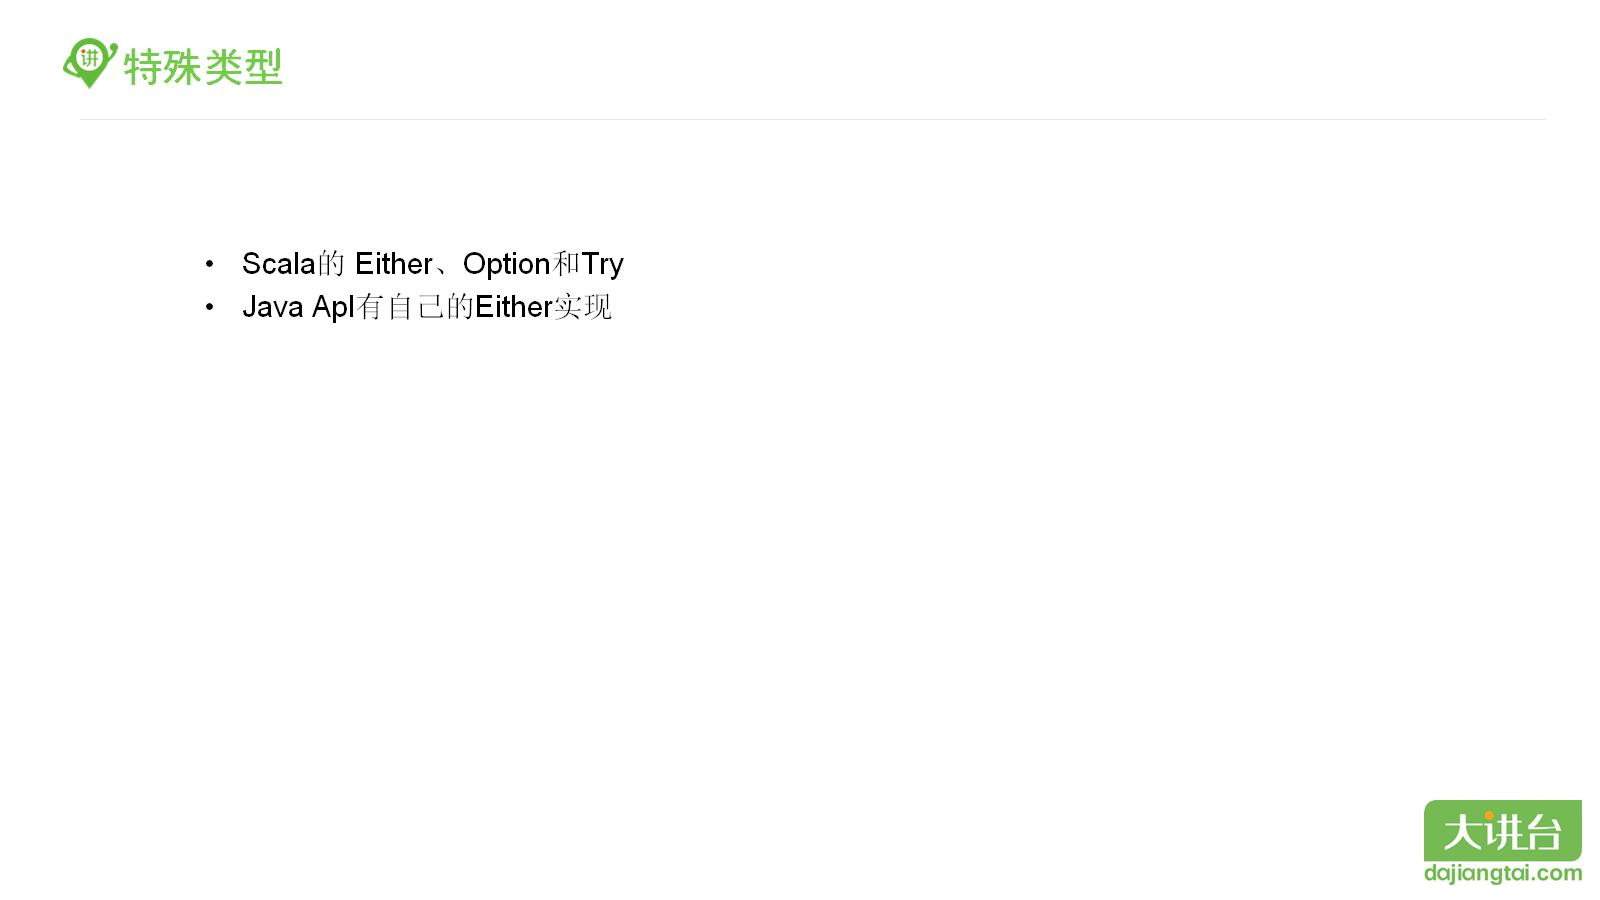 讲
特殊类型
• Scala的 Either、Option和Try
• Java ApI有自己的Either实现
大讲台
dajiangtai.com